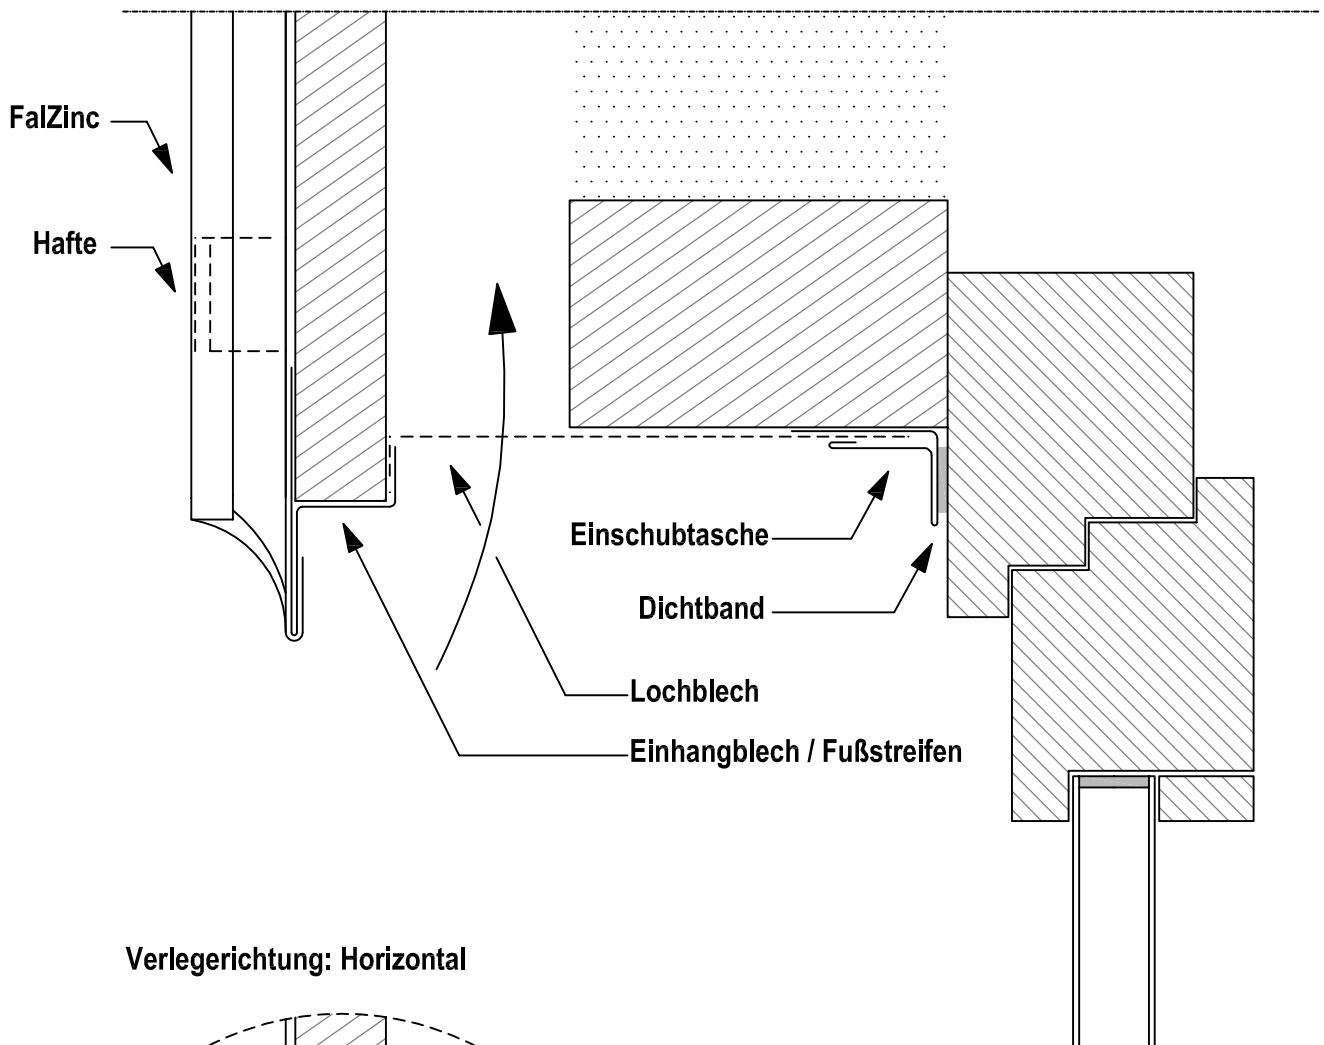 FalZinc
Hafte
Einschubtasche
Dichtband
Lochblech
Einhangblech / Fußstreifen
Verlegerichtung: Horizontal